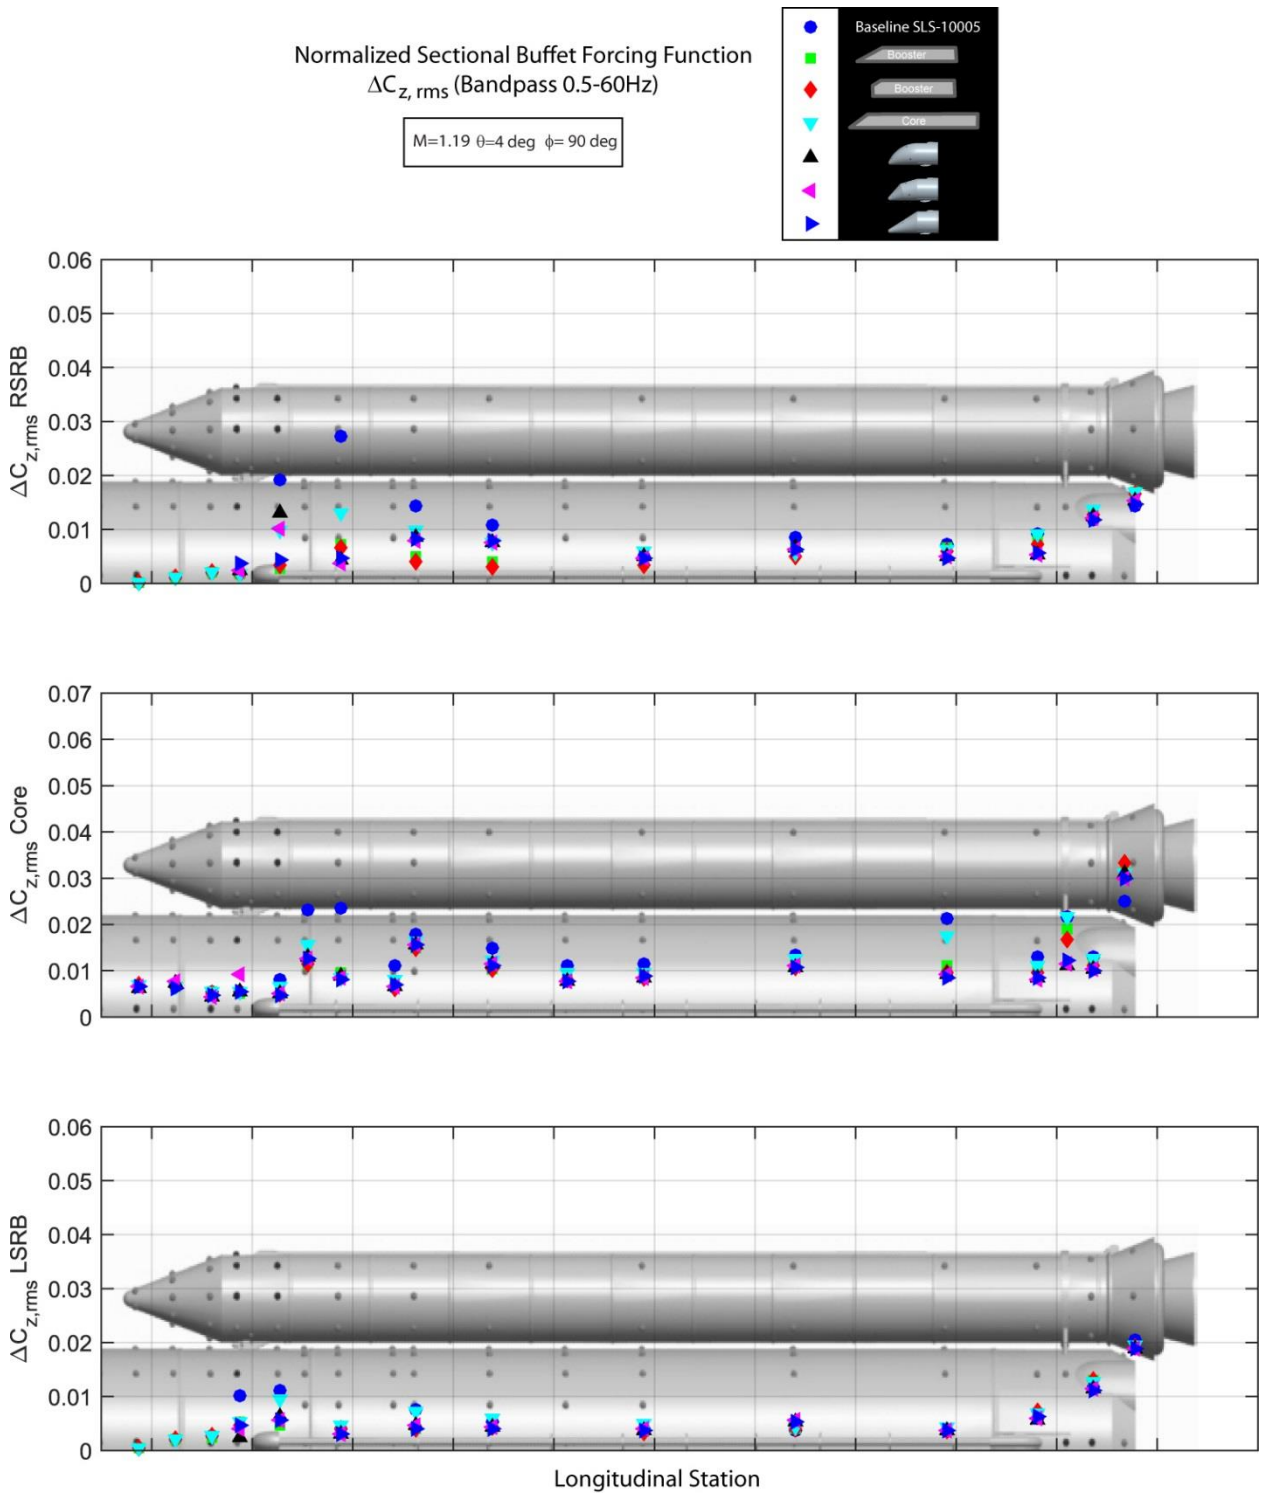 Baseline SLS-10005
Booster
Booster
Core
Normalized Sectional Buffet Forcing Function
ΔCz, rms (Bandpass 0.5-60Hz)
M=1.19 θ=4 deg ϕ= 90 deg
ΔCz,rms RSRB
0.06
0.05
0.04
0.03
0.02
0.01
0
ΔCz,rms Core
0.07
0.06
0.05
0.04
0.03
0.02
0.01
0
ΔCz,rms LSRB
0.06
0.05
0.04
0.03
0.02
0.01
0
Longitudinal Station